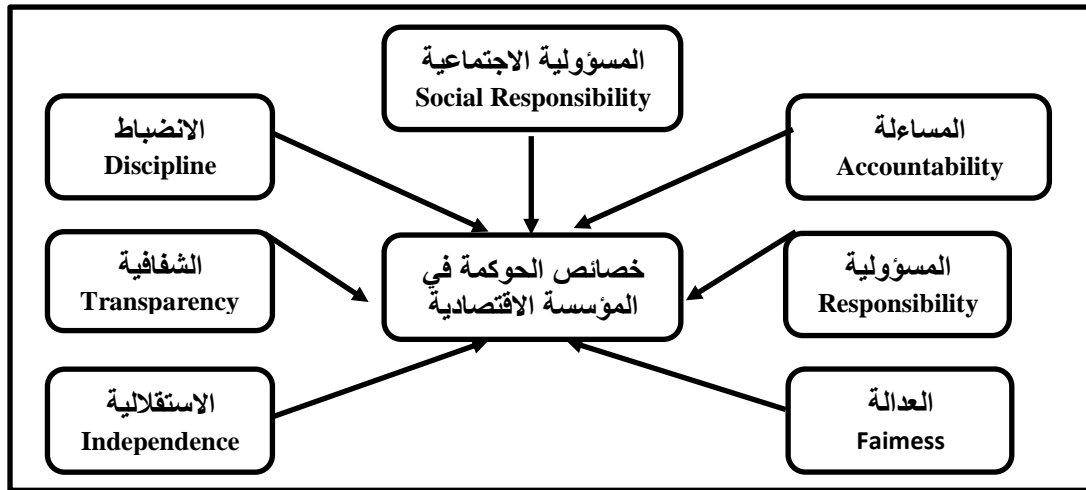 المسؤولية الاجتماعية
Social Responsibility
الانضباط
Discipline
المساءلة
Accountability
خصائص الحوكمة في
المؤسسة الاقتصادية
الشفافية
Transparency
المسؤولية
Responsibility
الاستقلالية
Independence
العدالة
Faimess